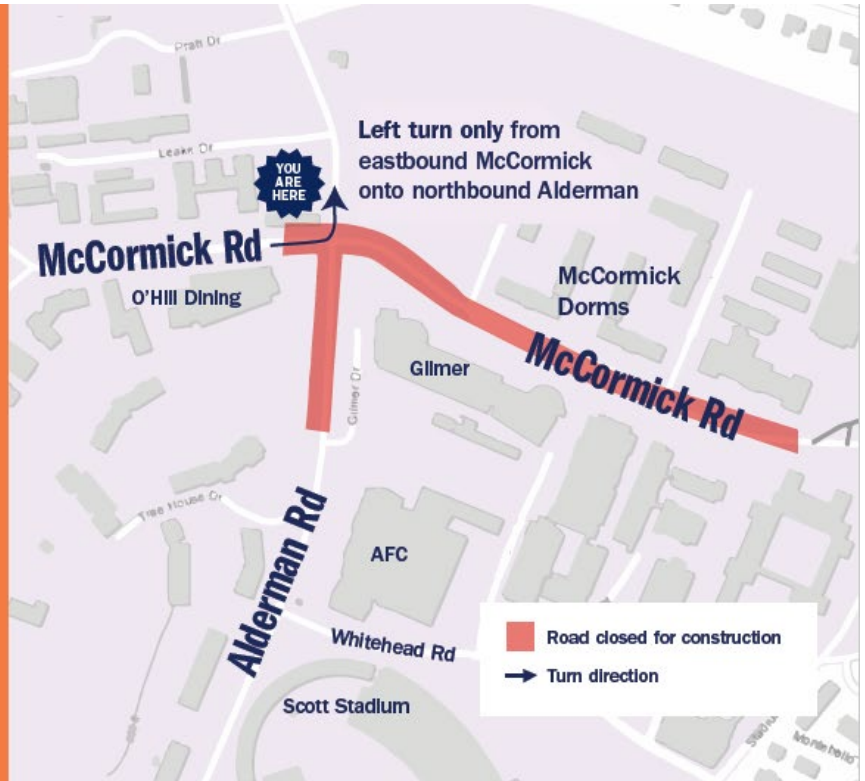 Pratt Dr
Leake Dr
YOU
ARE
HERE
Left turn only from
eastbound McCormick
onto northbound Alderman
McCormick Rd
O'Hill Dining
McCormick
Dorms
Gilmer
Gilmer Dr
McCormick Rd
Tree House Dr
Alderman Rd
AFC
Whitehead Rd
Scott Stadium
Road closed for construction
Turn direction